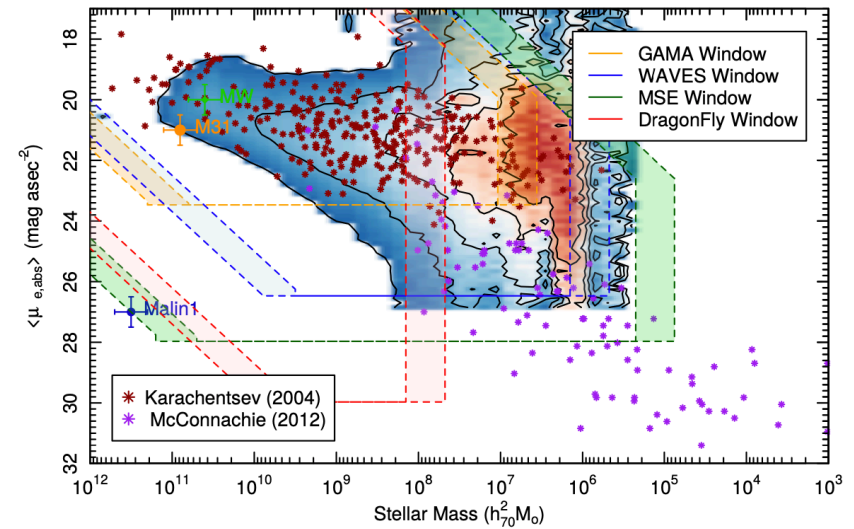 18
20
22
24
26
28
30
32
<μ e,abs> (mag asec⁻²)
GAMA Window
WAVES Window
MSE Window
DragonFly Window
MW
M31
Malin1
Karachentsev (2004)
McConnachie (2012)
10¹² 10¹¹ 10¹⁰ 10⁹ 10⁸ 10⁷ 10⁶ 10⁵ 10⁴ 10³
Stellar Mass (h²₇₀Mₒ)